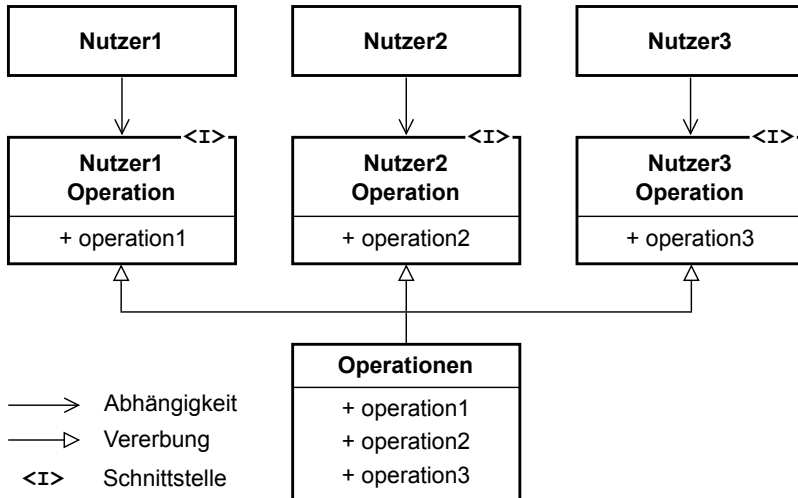 Nutzer1
Nutzer2
Nutzer3
<I>
<I>
<I>
Nutzer1
Operation
Nutzer2
Operation
Nutzer3
Operation
+ operation1
+ operation2
+ operation3
Operationen
+ operation1
+ operation2
+ operation3
Abhängigkeit
Vererbung
<I> Schnittstelle